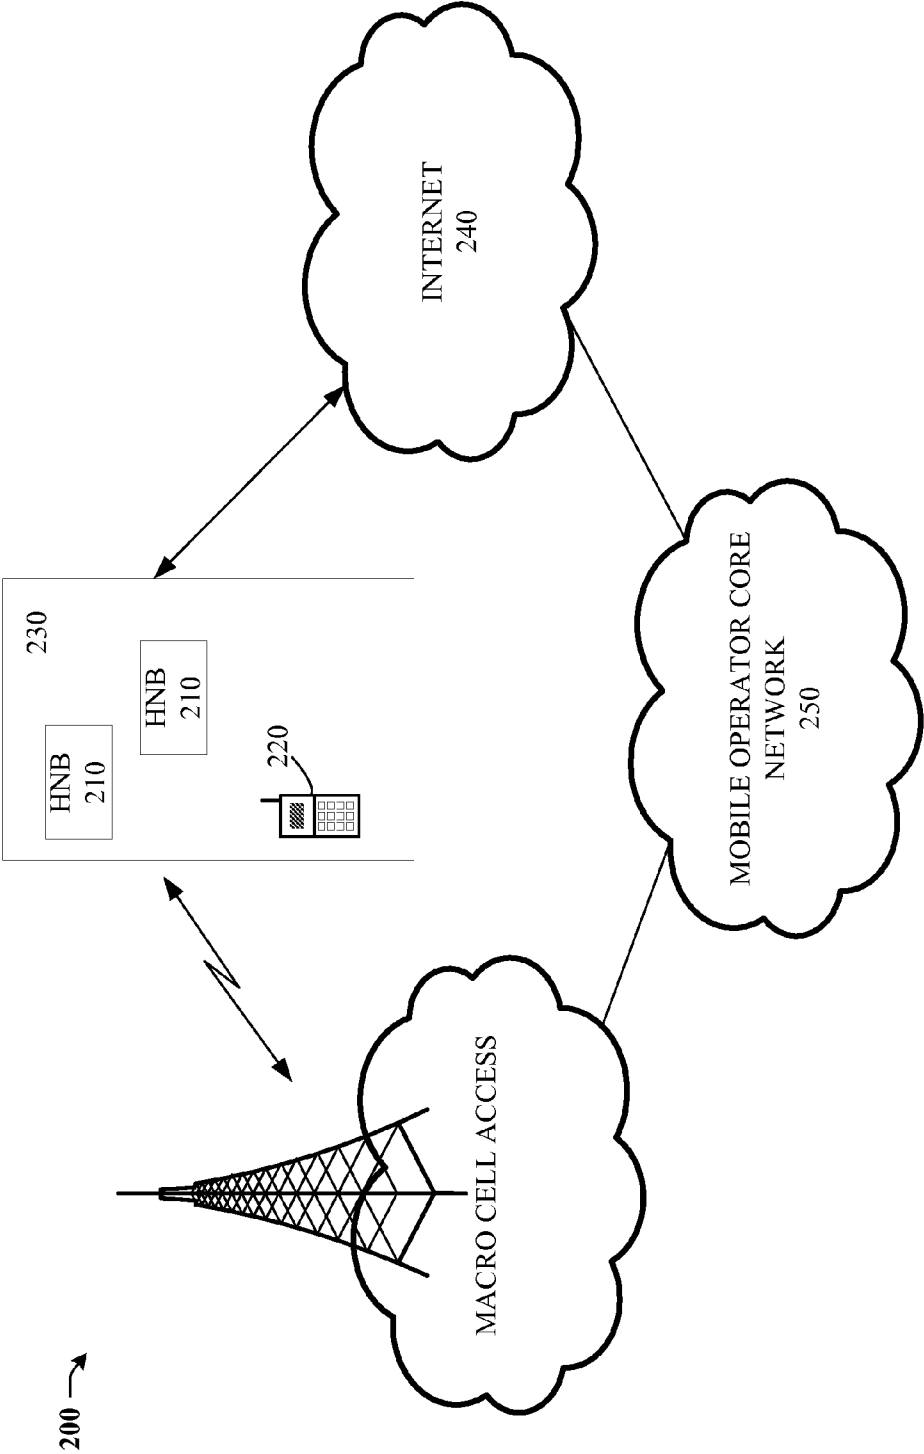 200
MACRO CELL ACCESS
HNB
210
HNB
210
230
220
MOBILE OPERATOR CORE
NETWORK
250
INTERNET
240